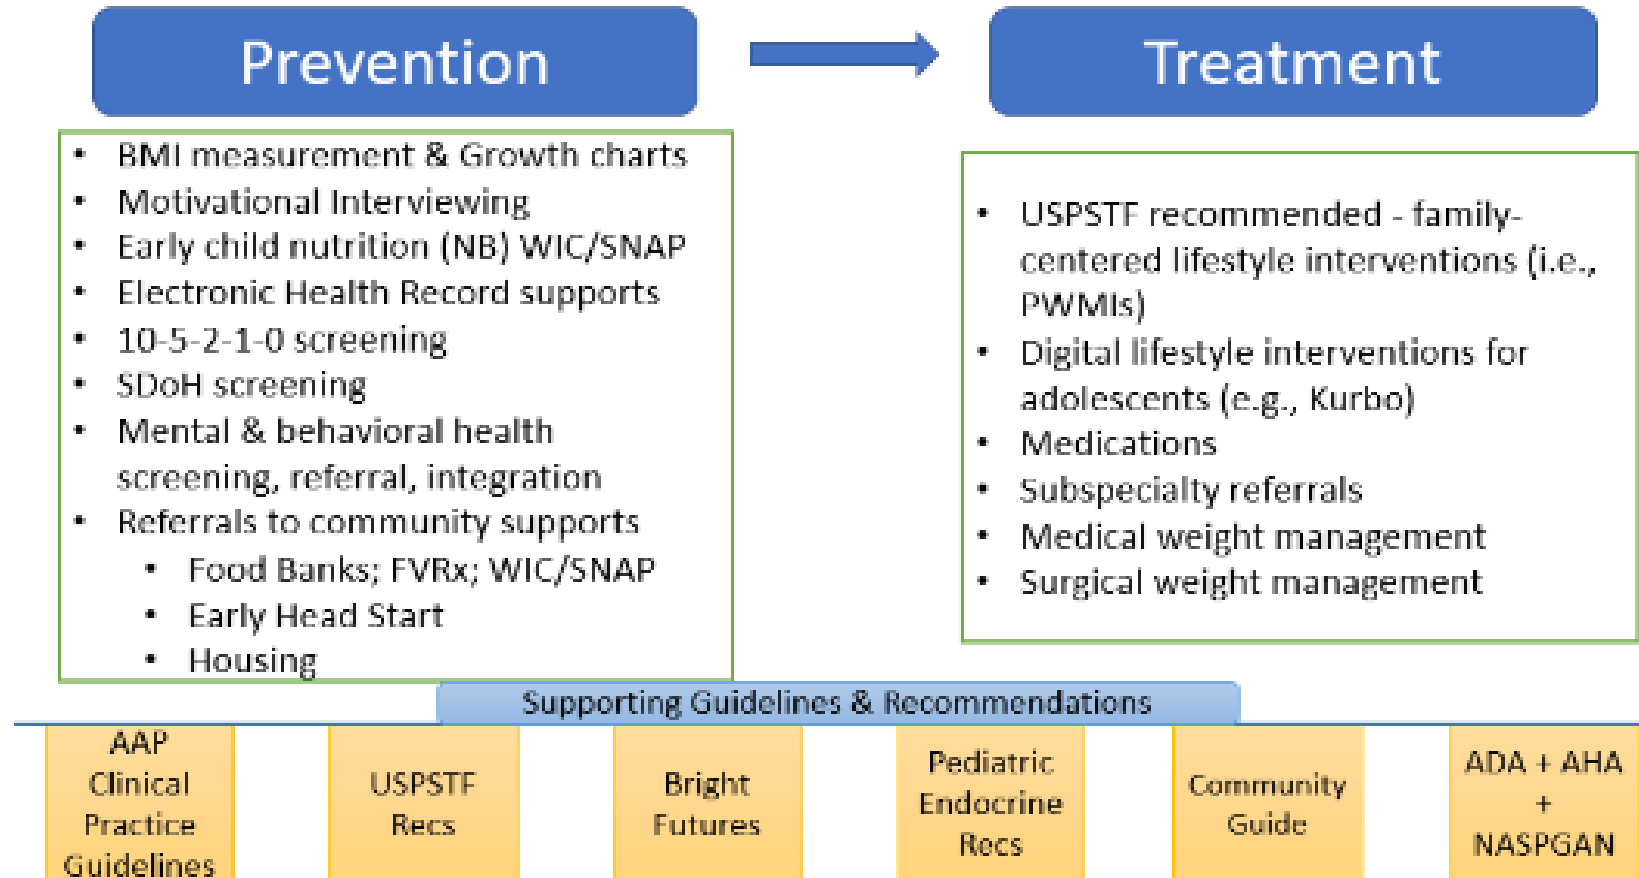 Prevention
Treatment
• BMI measurement & Growth charts
• Motivational Interviewing
• Early child nutrition (NB) WIC/SNAP
• Electronic Health Record supports
• 10-5-2-1-0 screening
• SDoH screening
• Mental & behavioral health
screening, referral, integration
• Referrals to community supports
• Food Banks; FVRx; WIC/SNAP
• Early Head Start
• Housing
• USPSTF recommended - family-
centered lifestyle interventions (i.e.,
PWMIs)
• Digital lifestyle interventions for
adolescents (e.g., Kurbo)
• Medications
• Subspecialty referrals
• Medical weight management
• Surgical weight management
Supporting Guidelines & Recommendations
AAP
Clinical
Practice
Guidelines
USPSTF
Recs
Bright
Futures
Pediatric
Endocrine
Recs
Community
Guide
ADA + AHA
+
NASPGAN